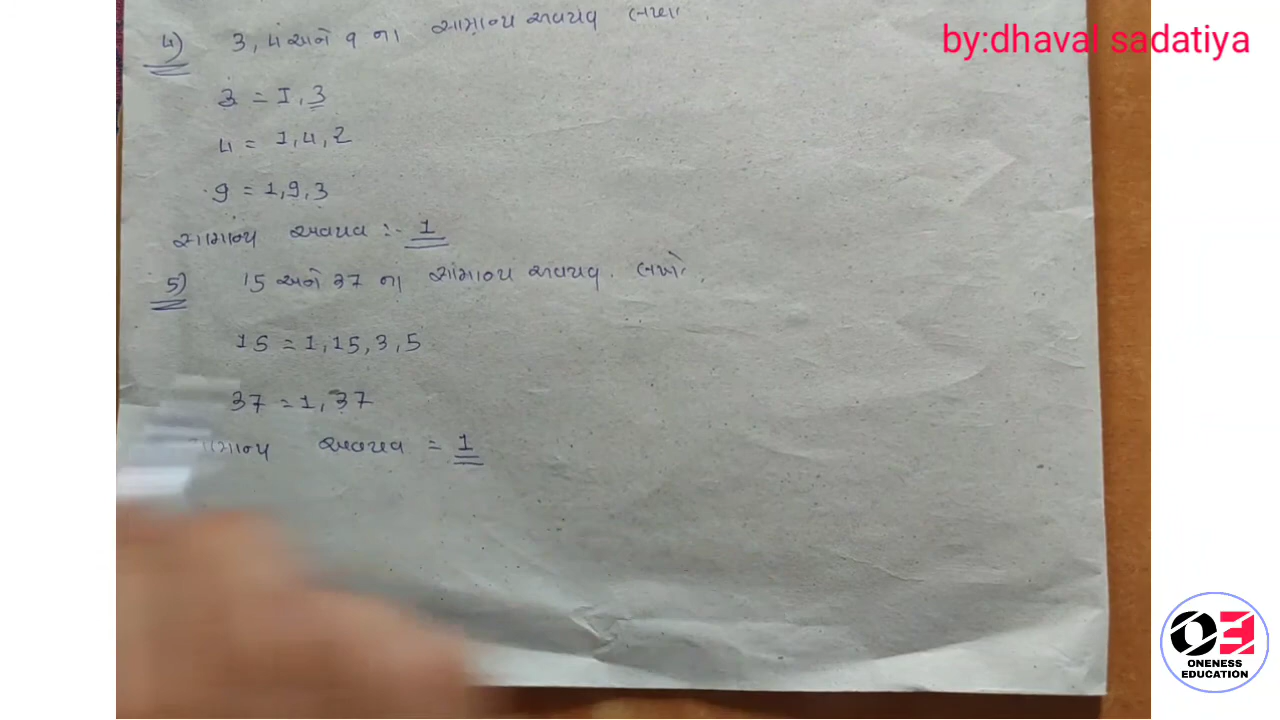 by:dhaval sadatiya
4) 3, 4 અને 9 ના સામાન્ય અવયવ લખો.
3 = 1, 3
4 = 1, 4, 2
9 = 1, 9, 3
સામાન્ય અવયવ :- 1
5) 15 અને 37 ના સામાન્ય અવયવ લખો.
15 = 1, 15, 3, 5
37 = 1, 37
સામાન્ય અવયવ = 1
ONENESS
EDUCATION